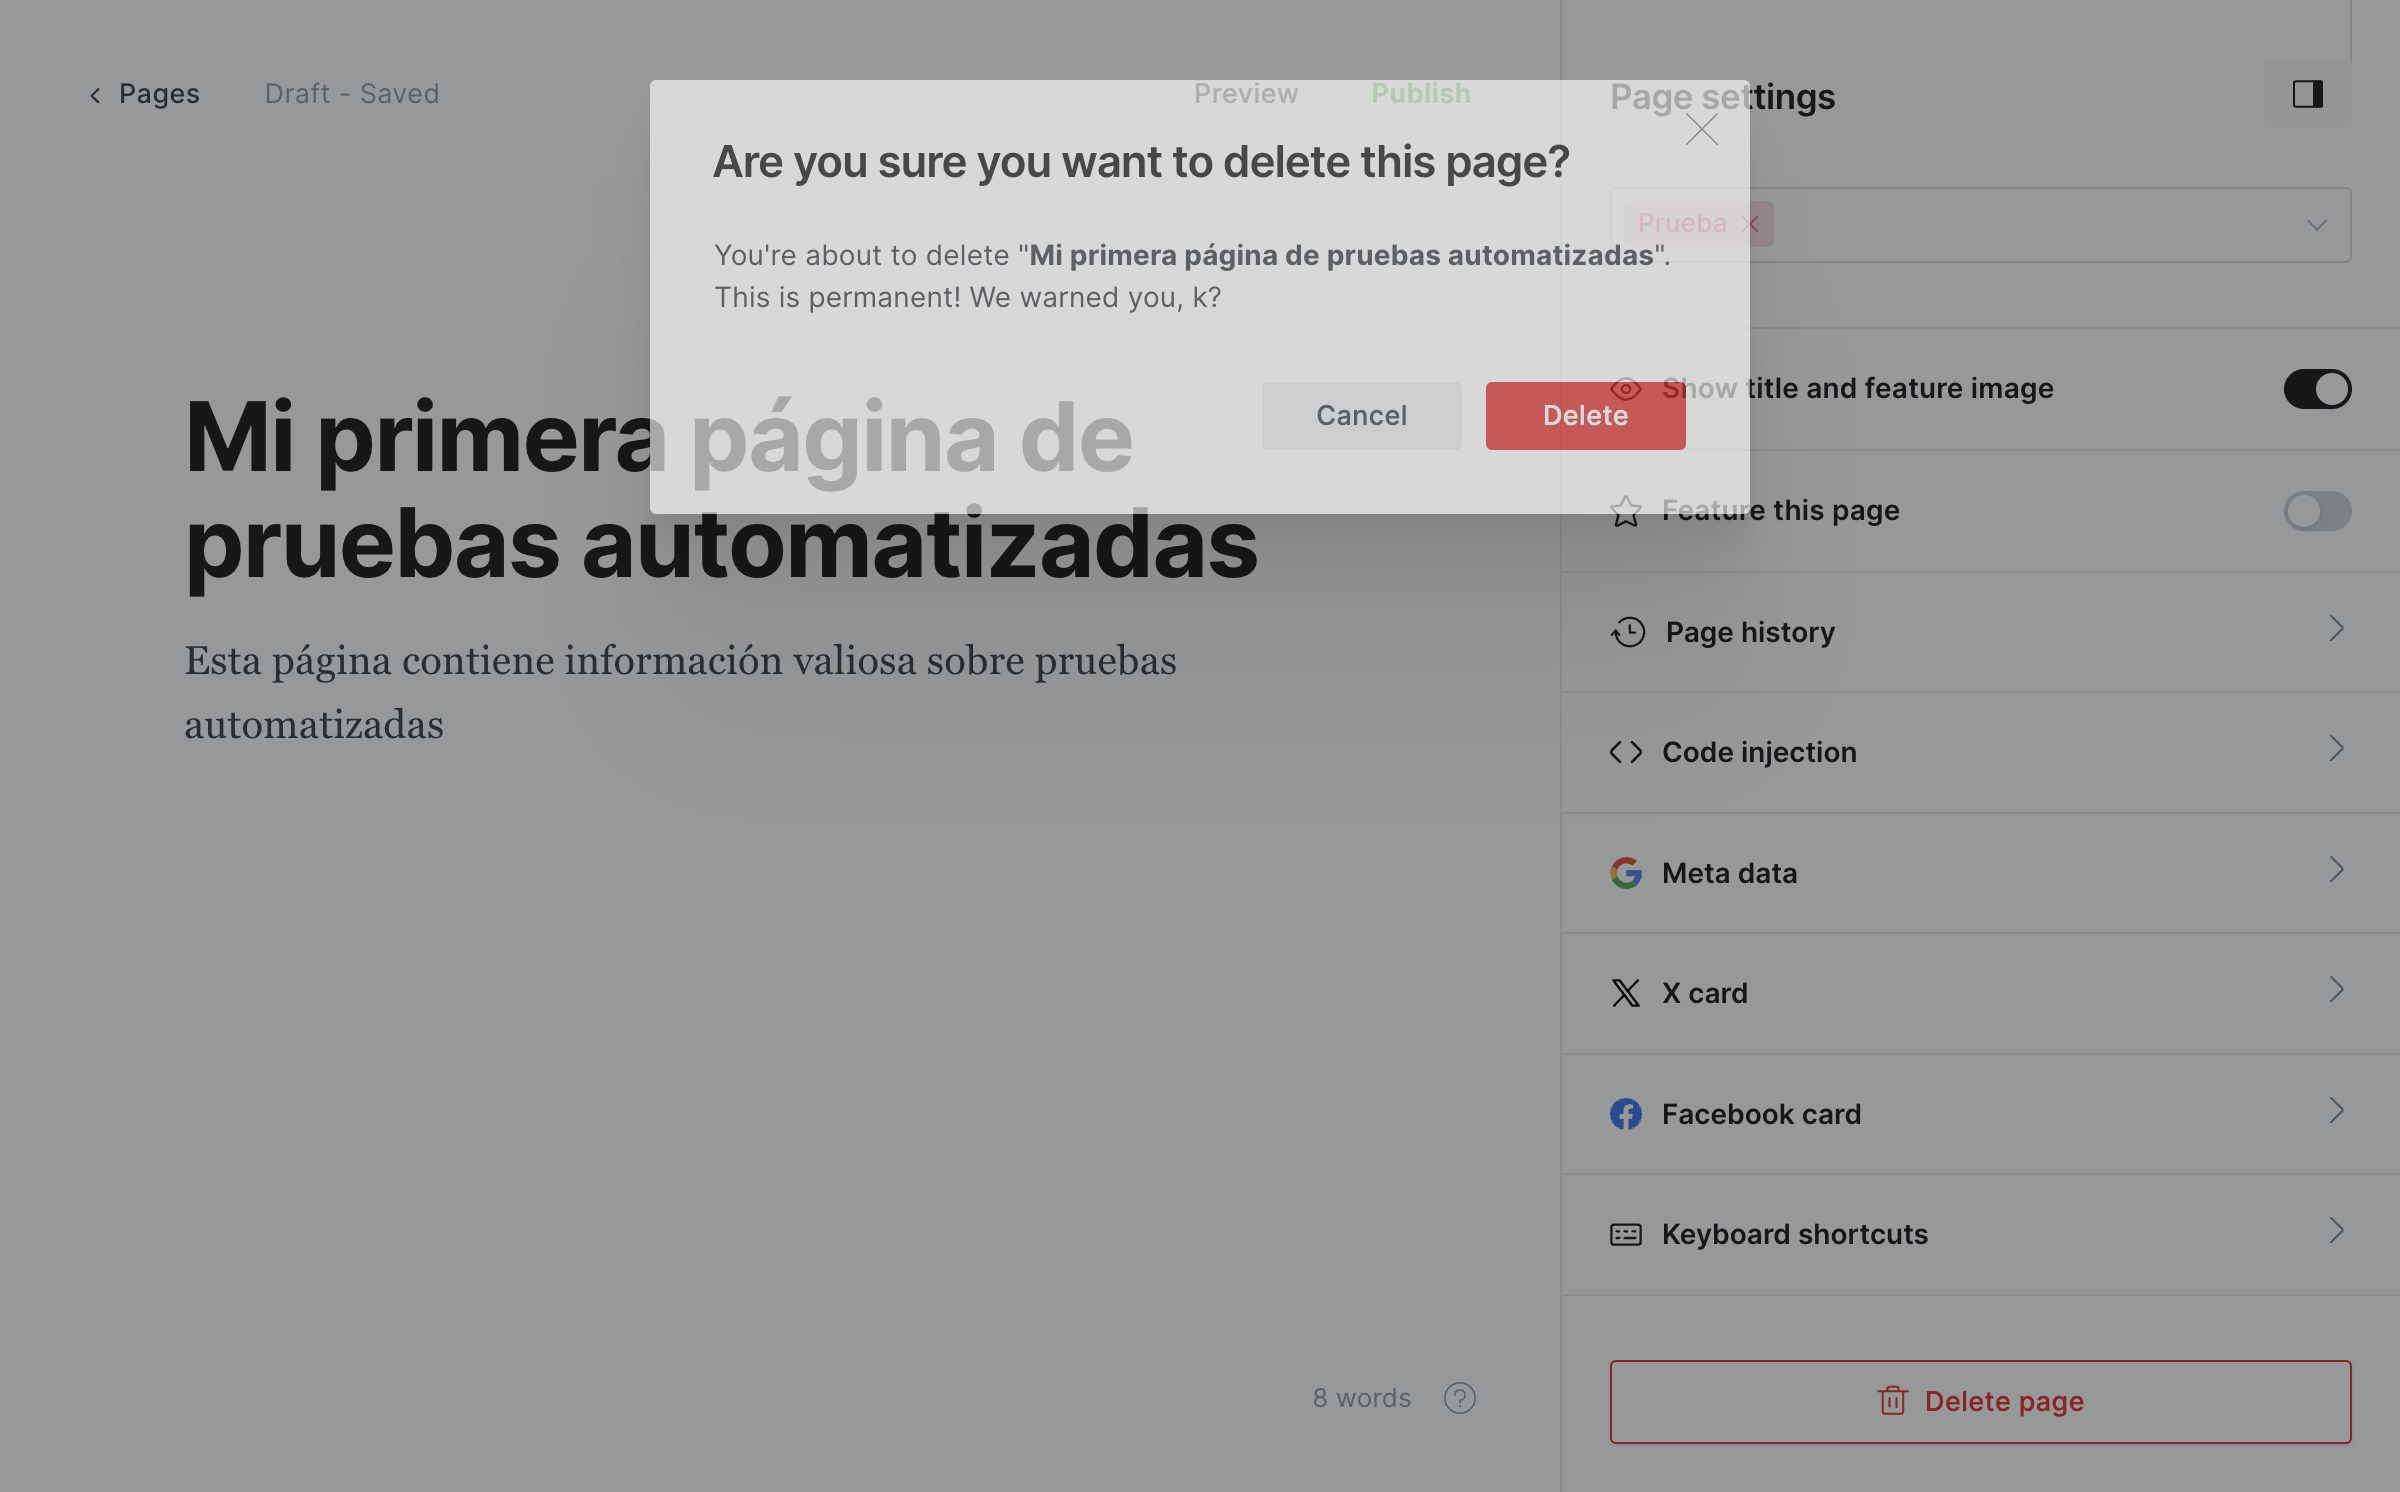 Pages
Draft - Saved
Preview
Publish
Page settings
Are you sure you want to delete this page?
Prueba
You're about to delete "Mi primera página de pruebas automatizadas".
This is permanent! We warned you, k?
Cancel
Delete
Show title and feature image
Mi primera página de
pruebas automatizadas
Esta página contiene información valiosa sobre pruebas
automatizadas
Feature this page
Page history
Code injection
Meta data
X card
Facebook card
Keyboard shortcuts
8 words
Delete page